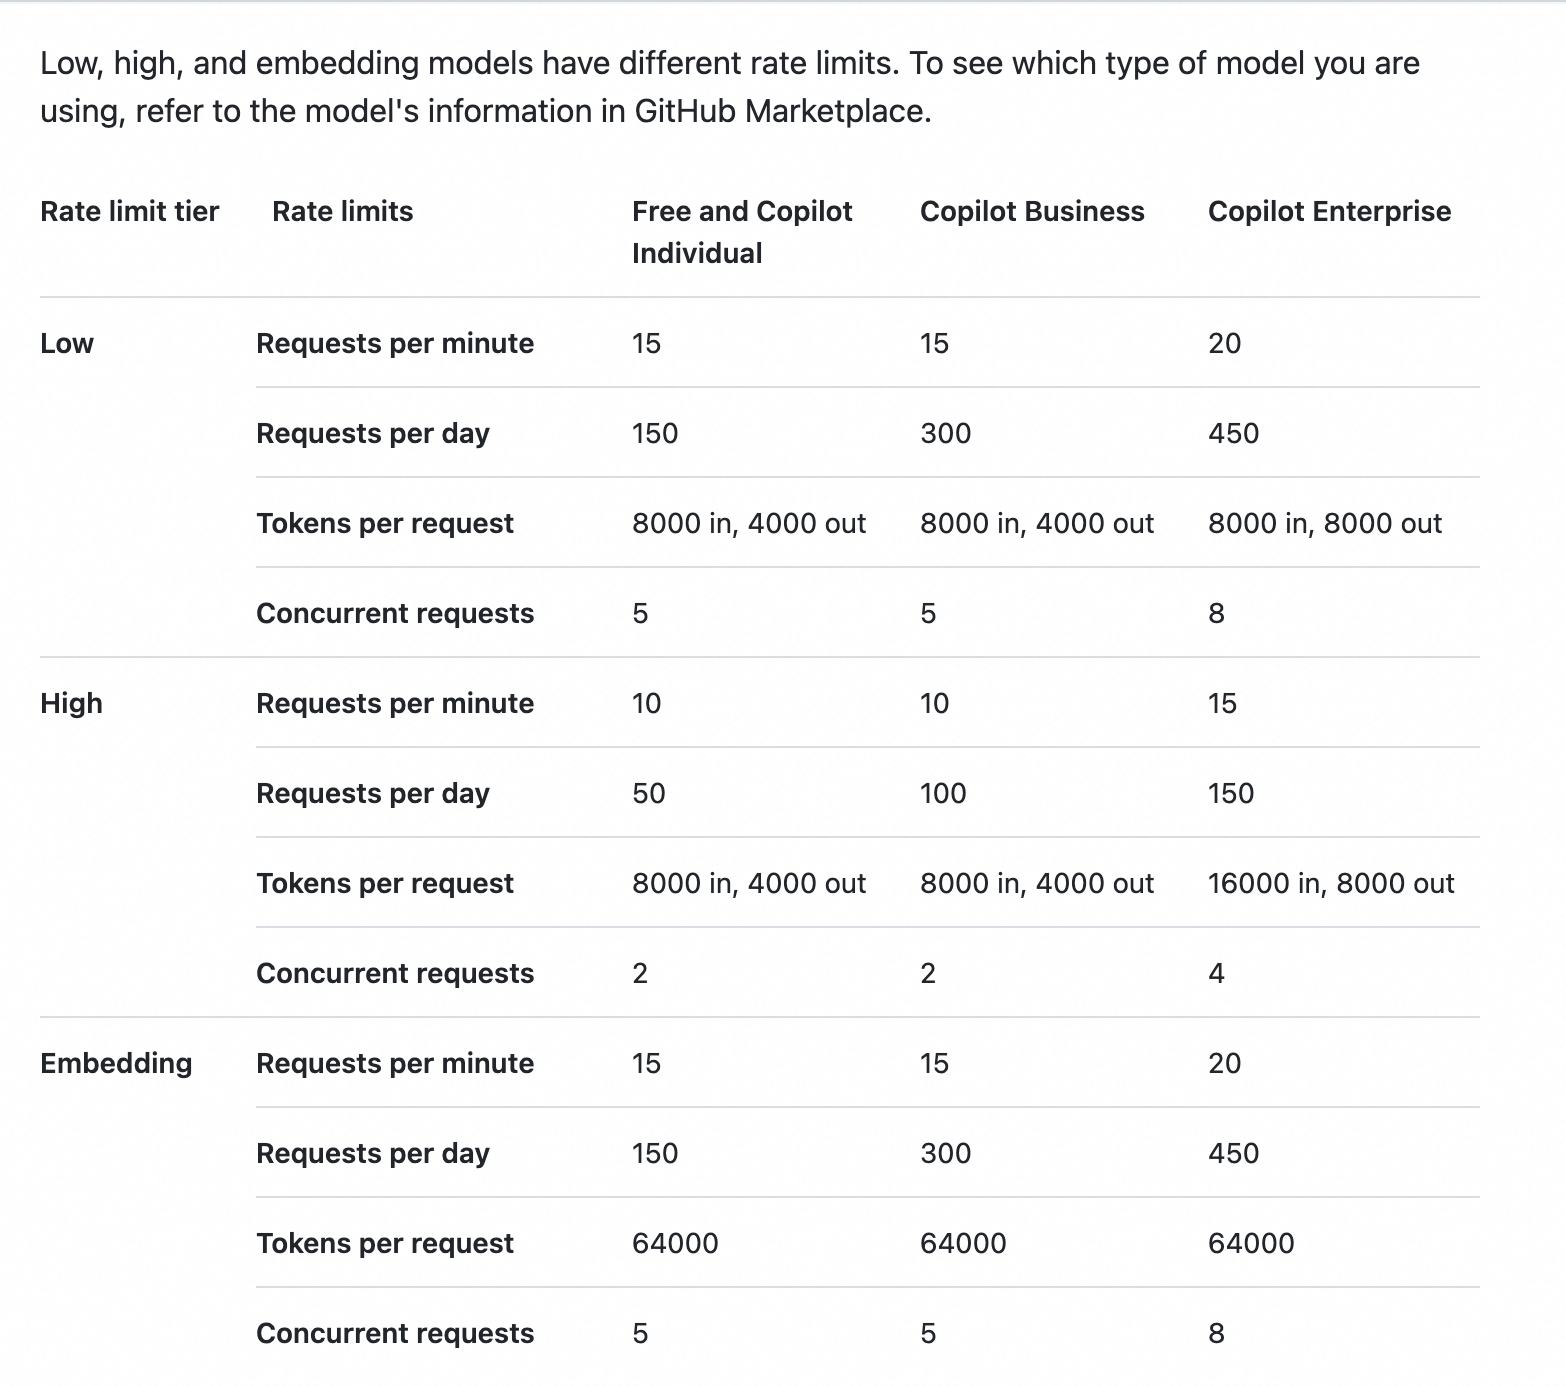 Low, high, and embedding models have different rate limits. To see which type of model you are
using, refer to the model's information in GitHub Marketplace.
Rate limit tier Rate limits Free and Copilot Individual Copilot Business Copilot Enterprise
Low Requests per minute 15 15 20
Requests per day 150 300 450
Tokens per request 8000 in, 4000 out 8000 in, 4000 out 8000 in, 8000 out
Concurrent requests 5 5 8
High Requests per minute 10 10 15
Requests per day 50 100 150
Tokens per request 8000 in, 4000 out 8000 in, 4000 out 16000 in, 8000 out
Concurrent requests 2 2 4
Embedding Requests per minute 15 15 20
Requests per day 150 300 450
Tokens per request 64000 64000 64000
Concurrent requests 5 5 8